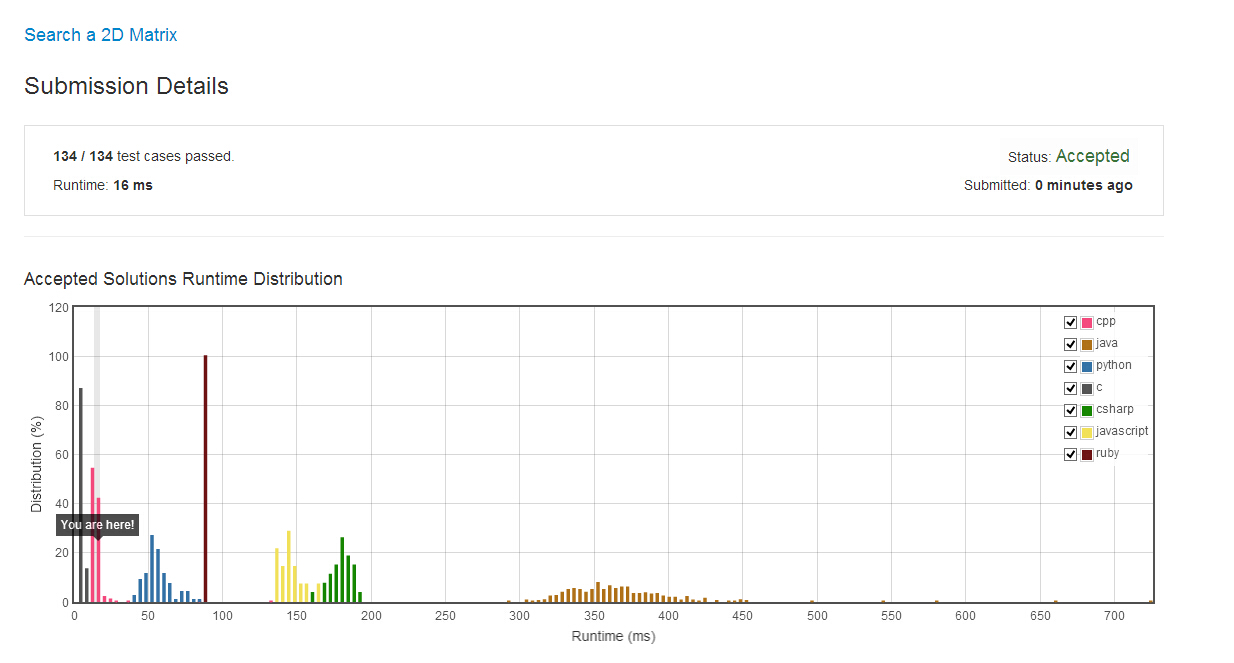 Search a 2D Matrix
Submission Details
134 / 134 test cases passed.
Status: Accepted
Runtime: 16 ms
Submitted: 0 minutes ago
Accepted Solutions Runtime Distribution
120
100
80
60
40
20
0
Distribution (%)
You are here!
cpp
java
python
c
csharp
javascript
ruby
0 50 100 150 200 250 300 350 400 450 500 550 600 650 700
Runtime (ms)